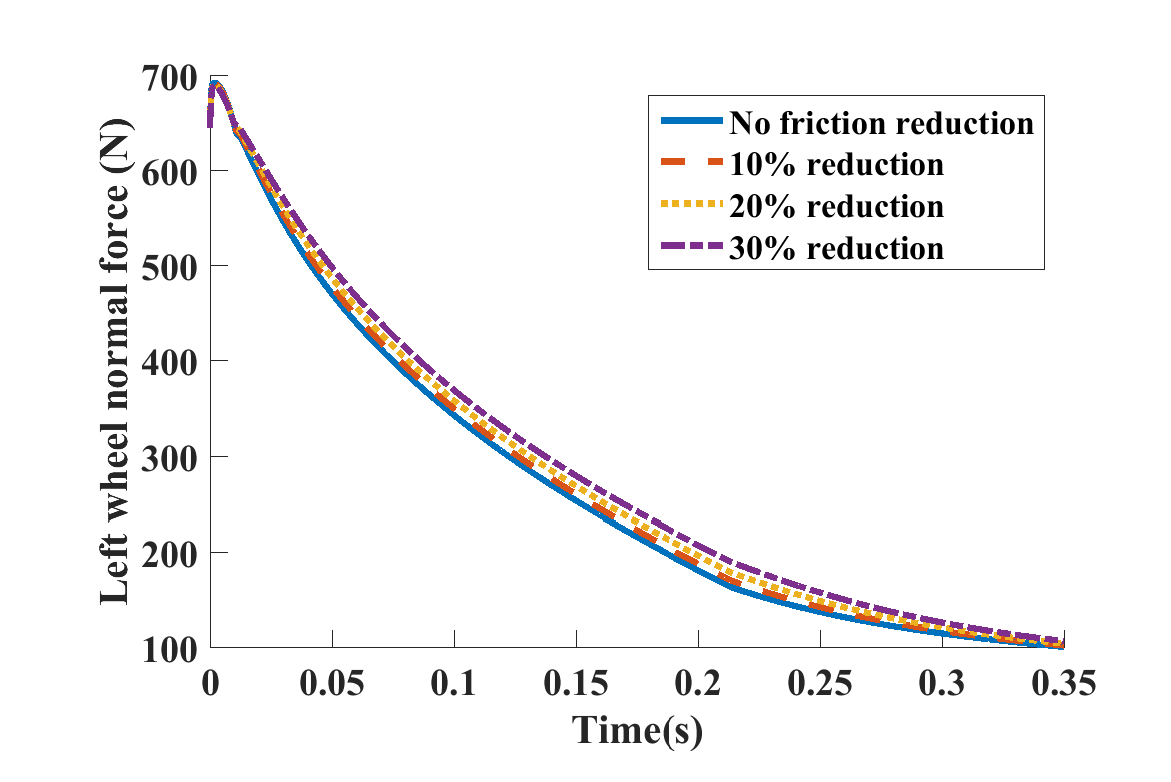 Left wheel normal force (N)
700
600
500
400
300
200
100
No friction reduction
10% reduction
20% reduction
30% reduction
0
0.05
0.1
0.15
0.2
0.25
0.3
0.35
Time(s)